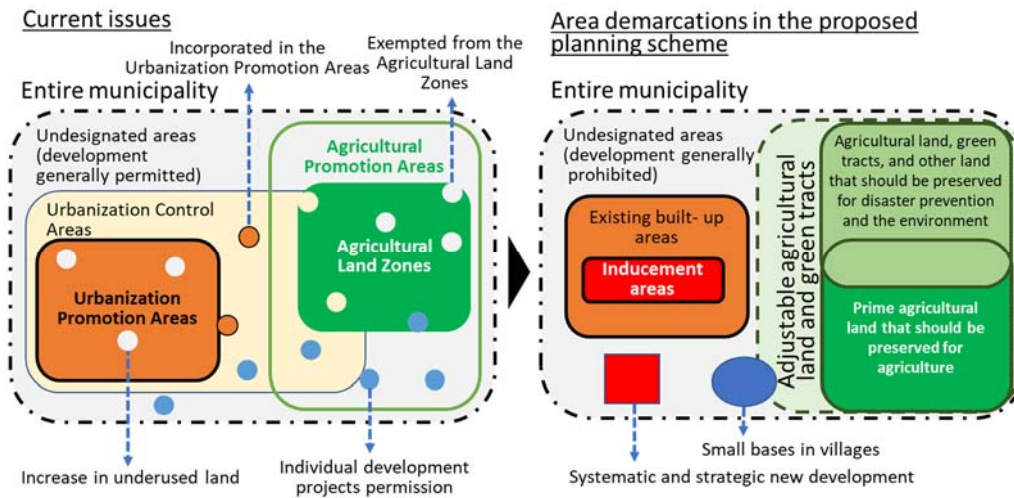 Current issues
Incorporated in the
Urbanization Promotion Areas
Exempted from the
Agricultural Land
Zones
Entire municipality
Undesignated areas
(development
generally permitted)
Agricultural
Promotion Areas
Urbanization Control
Areas
Agricultural
Land Zones
Urbanization
Promotion Areas
Increase in underused land
Individual development
projects permission
Area demarcations in the proposed
planning scheme
Entire municipality
Undesignated areas
(development generally
prohibited)
Existing built- up
areas
Inducement
areas
Adjustable agricultural
land and green tracts
Agricultural land, green
tracts, and other land
that should be preserved
for disaster prevention
and the environment
Prime agricultural
land that should be
preserved for
agriculture
Small bases in villages
Systematic and strategic new development